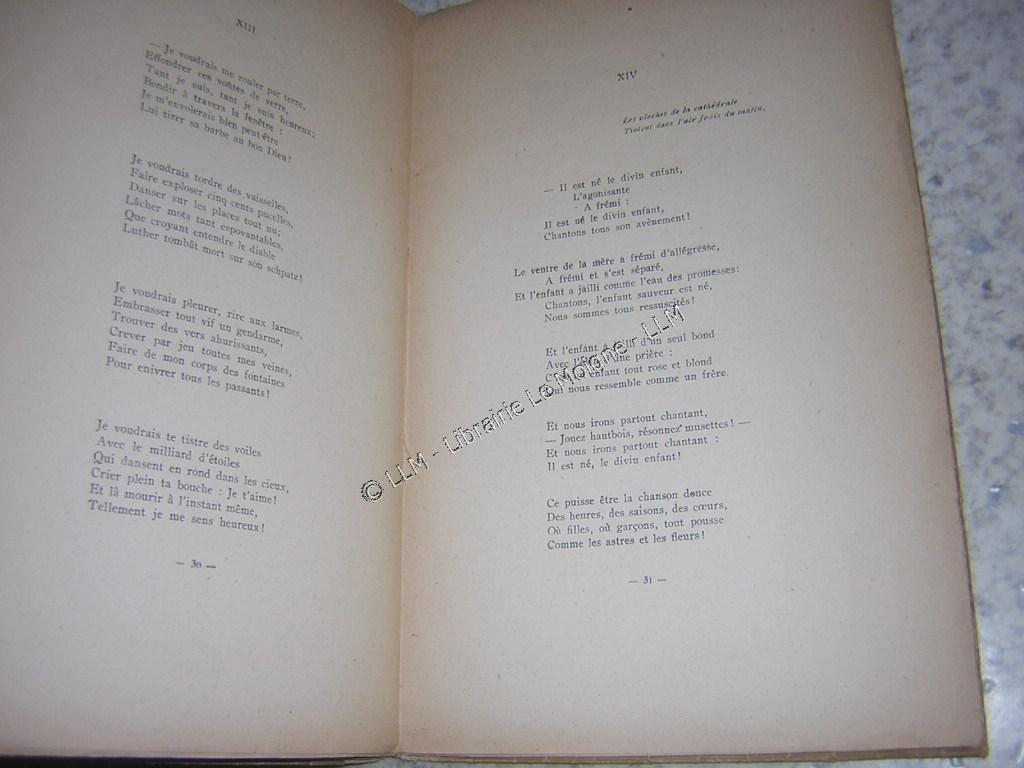 XIII
— Je voudrais me rouler par terre,
Effondrer ces voûtes de verre,
Tant je suis, tant je suis heureux;
Bondir à travers la fenêtre :
Je m'envolerais bien peut-être
Lui tirer sa barbe au bon Dieu!
Je voudrais tordre des vaisselles,
Faire exploser cinq cents pucelles,
Danser sur les places tout nu;
Lâcher mots tant espovantables,
Que croyant entendre le diable
Luther tombât mort sur son schpatz!
Je voudrais pleurer, rire aux larmes,
Embrasser tout vif un gendarme,
Trouver des vers ahurissants,
Crever par jeu toutes mes veines,
Faire de mon corps des fontaines
Pour enivrer tous les passants!
Je voudrais te tistre des voiles
Avec le milliard d'étoiles
Qui dansent en rond dans les cieux,
Crier plein ta bouche : Je t'aime!
Et là mourir à l'instant même,
Tellement je me sens heureux!
— 30 —
XIV
Les cloches de la cathédrale
Tintent dans l'air frais du matin.
— Il est né le divin enfant,
L'agonisante
A frémi :
Il est né le divin enfant,
Chantons tous son avènement!
Le ventre de la mère a frémi d'allégresse,
A frémi et s'est séparé,
Et l'enfant a jailli comme l'eau des promesses:
Chantons, l'enfant sauveur est né,
Nous sommes tous ressuscités!
Et l'enfant a jailli d'un seul bond
Avec une prière :
enfant tout rose et blond
Qui nous ressemble comme un frère.
Et nous irons partout chantant,
— Jouez hautbois, résonnez musettes! —
Et nous irons partout chantant :
Il est né, le divin enfant!
Ce puisse être la chanson douce
Des heures, des saisons, des cœurs,
Où filles, où garçons, tout pousse
Comme les astres et les fleurs!
— 31 —
© LLM - Librairie Le Moigne - LLM